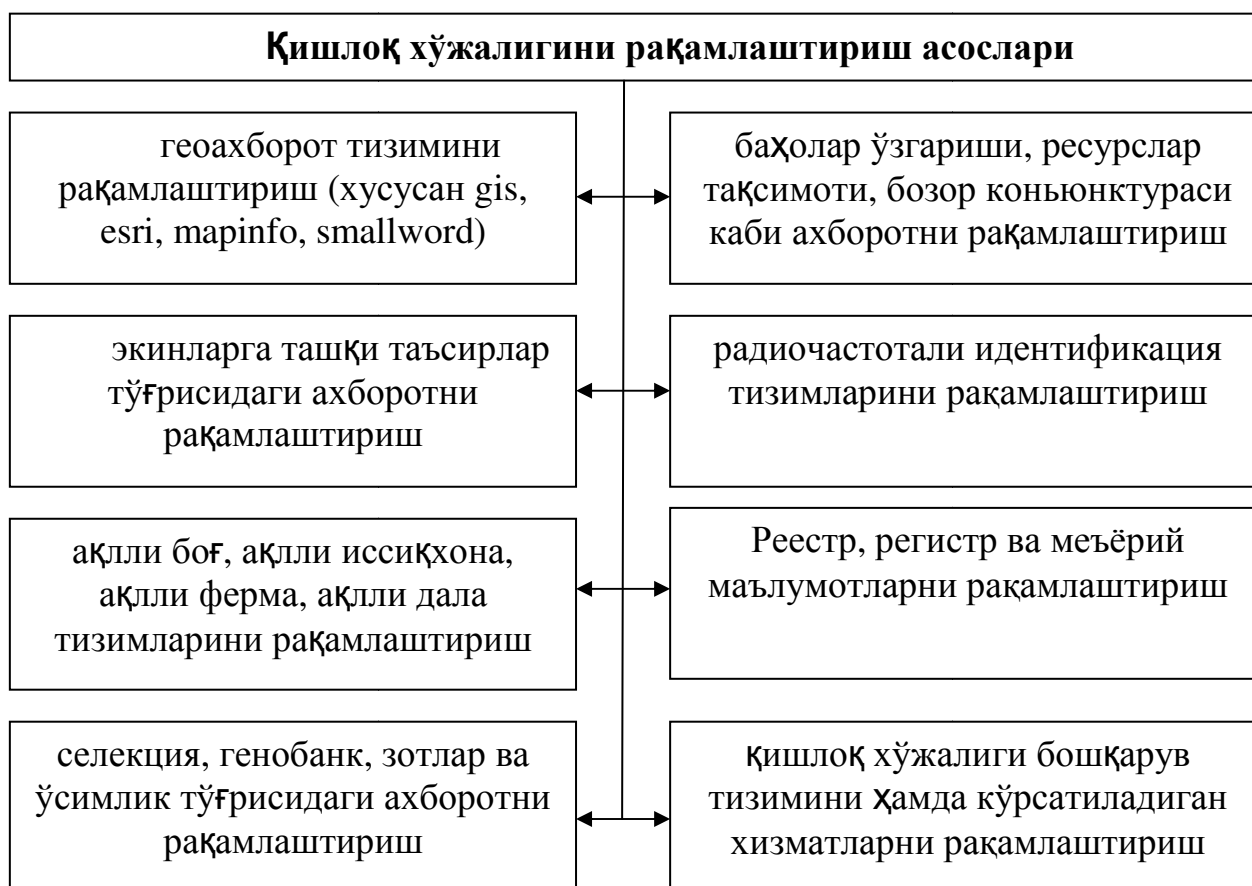 Қишлоқ хўжалигини рақамлаштириш асослари
геоахборот тизимини
рақамлаштириш (хусусан gis,
esri, mapinfo, smallword)
баҳолар ўзгариши, ресурслар
тақсимоти, бозор коньюнктураси
каби ахборотни рақамлаштириш
экинларга ташқи таъсирлар
тўғрисидаги ахборотни
рақамлаштириш
радиочастотали идентификация
тизимларини рақамлаштириш
ақлли боғ, ақлли иссиқхона,
ақлли ферма, ақлли дала
тизимларини рақамлаштириш
Реестр, регистр ва меъёрий
маълумотларни рақамлаштириш
селекция, генобанк, зотлар ва
ўсимлик тўғрисидаги ахборотни
рақамлаштириш
қишлоқ хўжалиги бошқарув
тизимини ҳамда кўрсатиладиган
хизматларни рақамлаштириш